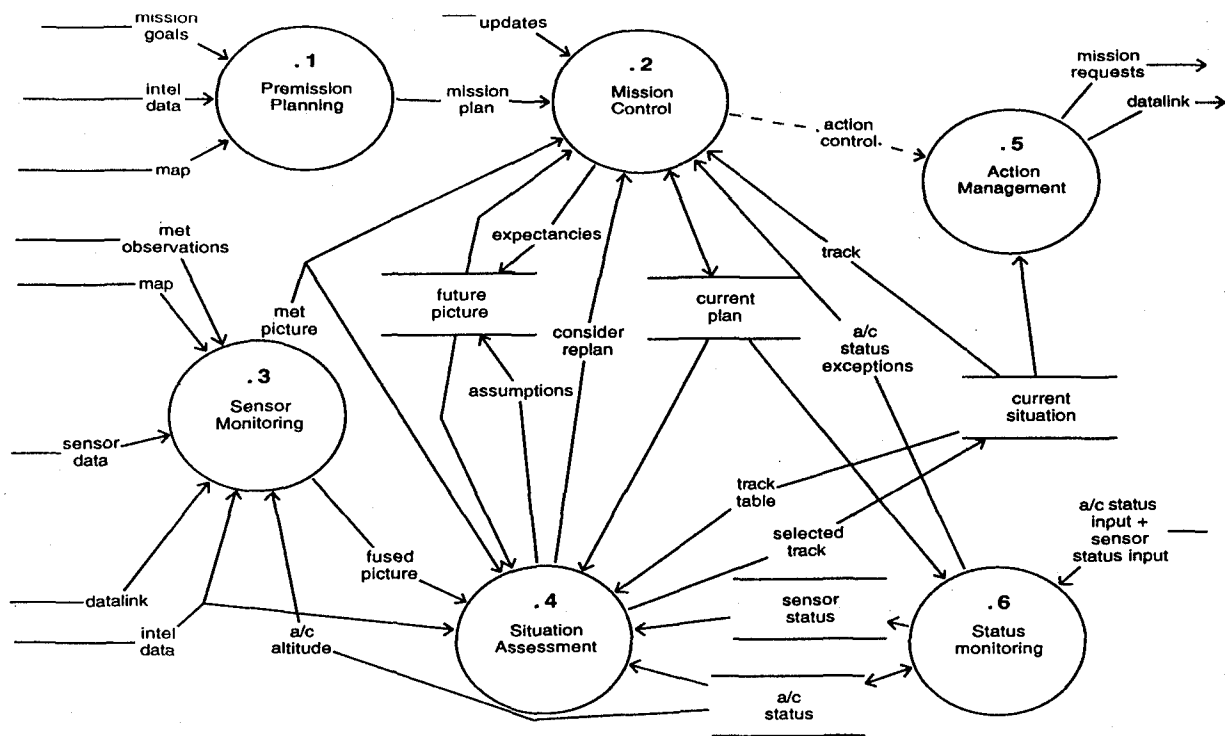 mission
goals
intel
data
map
.1
Premission
Planning
mission
plan
updates
.2
Mission
Control
action
control
mission
requests
datalink
.5
Action
Management
met
observations
map
met
picture
expectancies
future
picture
assumptions
consider
replan
current
plan
a/c
status
exceptions
track
current
situation
.3
Sensor
Monitoring
sensor
data
datalink
intel
data
fused
picture
a/c
altitude
.4
Situation
Assessment
track
table
selected
track
sensor
status
a/c
status
a/c status
input +
sensor
status input
.6
Status
monitoring